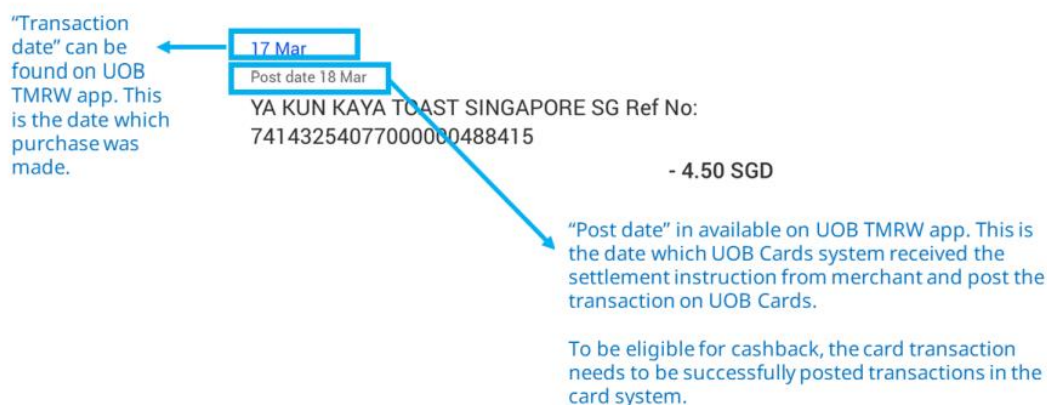 “Transaction
date” can be
found on UOB
TMRW app. This
is the date which
purchase was
made.
17 Mar
Post date 18 Mar
YA KUN KAYA TOAST SINGAPORE SG Ref No:
74143254077000000488415
- 4.50 SGD
“Post date” in available on UOB TMRW app. This is
the date which UOB Cards system received the
settlement instruction from merchant and post the
transaction on UOB Cards.
To be eligible for cashback, the card transaction
needs to be successfully posted transactions in the
card system.